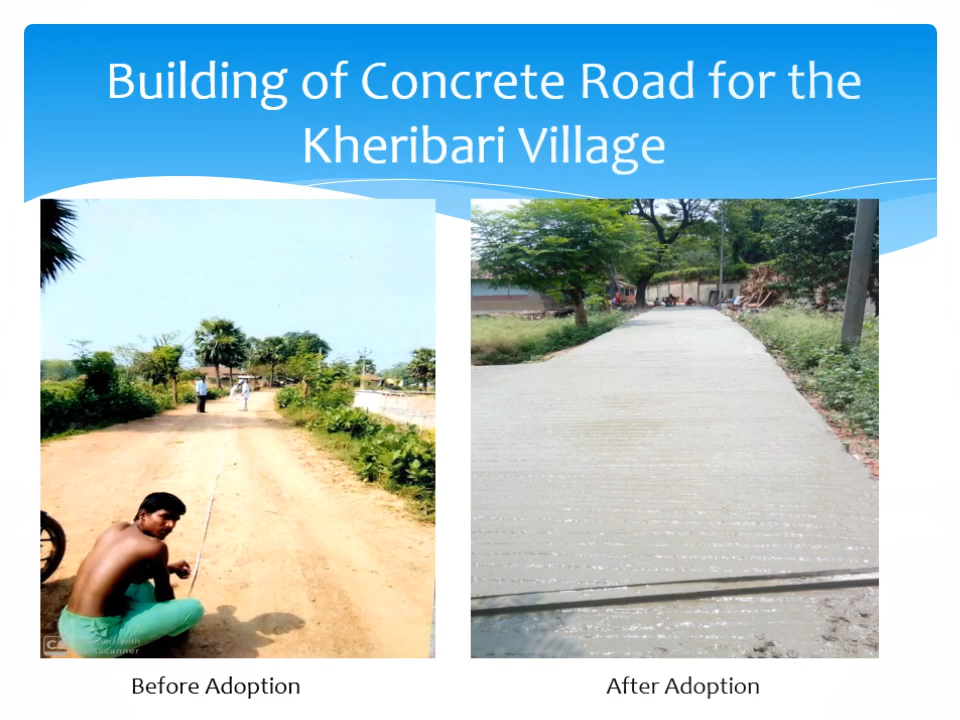 Building of Concrete Road for the
Kheribari Village
Before Adoption
After Adoption